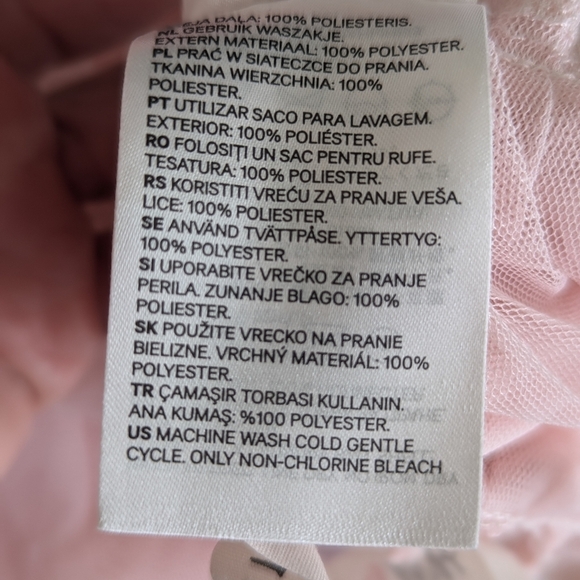 EJA DAĻA: 100% POLIESTERIS.
NL GEBRUIK WASZAKJE.
EXTERN MATERIAAL: 100% POLYESTER.
PL PRAĆ W SIATECZCE DO PRANIA.
TKANINA WIERZCHNIA: 100%
POLIESTER.
PT UTILIZAR SACO PARA LAVAGEM.
EXTERIOR: 100% POLIÉSTER.
RO FOLOSIȚI UN SAC PENTRU RUFE.
TESATURA: 100% POLIESTER.
RS KORISTITI VREĆU ZA PRANJE VEŠA.
LICE: 100% POLIESTER.
SE ANVÄND TVÄTTPÅSE. YTTERTYG:
100% POLYESTER.
SI UPORABITE VREČKO ZA PRANJE
PERILA. ZUNANJE BLAGO: 100%
POLIESTER.
SK POUŽITE VRECKO NA PRANIE
BIELIZNE. VRCHNÝ MATERIÁL: 100%
POLYESTER.
TR ÇAMAŞIR TORBASI KULLANIN.
ANA KUMAŞ: %100 POLYESTER.
US MACHINE WASH COLD GENTLE
CYCLE. ONLY NON-CHLORINE BLEACH